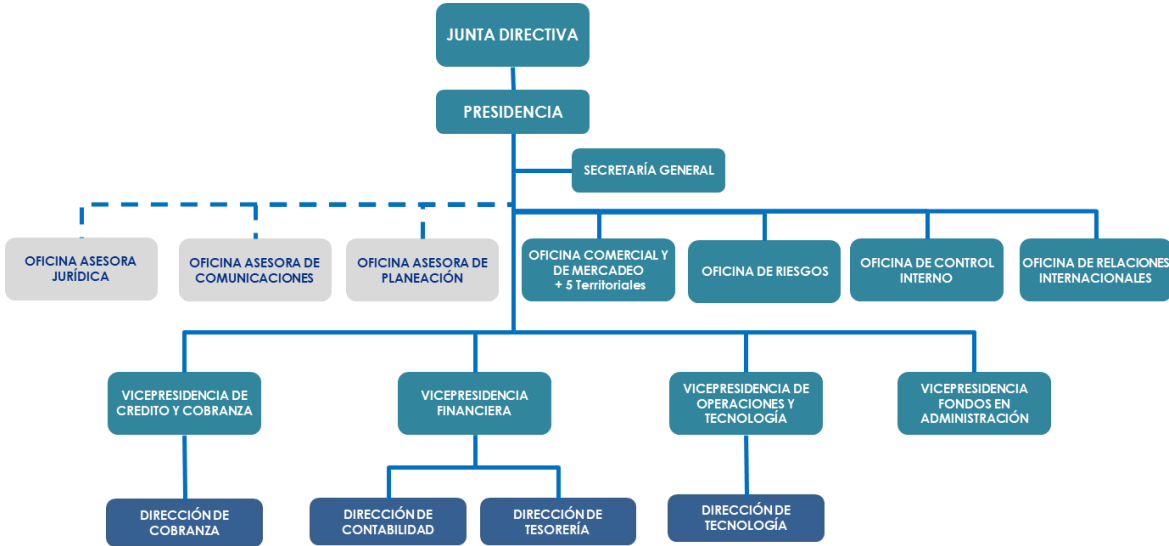 JUNTA DIRECTIVA
PRESIDENCIA
SECRETARÍA GENERAL
OFICINA ASESORA
JURÍDICA
OFICINA ASESORA DE
COMUNICACIONES
OFICINA ASESORA DE
PLANEACIÓN
OFICINA COMERCIAL Y
DE MERCADEO
+ 5 Territoriales
OFICINA DE RIESGOS
OFICINA DE CONTROL
INTERNO
OFICINA DE RELACIONES
INTERNACIONALES
VICEPRESIDENCIA DE
CREDITO Y COBRANZA
VICEPRESIDENCIA
FINANCIERA
VICEPRESIDENCIA DE
OPERACIONES Y
TECNOLOGÍA
VICEPRESIDENCIA
FONDOS EN
ADMINISTRACIÓN
DIRECCIÓN DE
COBRANZA
DIRECCIÓN DE
CONTABILIDAD
DIRECCIÓN DE
TESORERÍA
DIRECCIÓN DE
TECNOLOGÍA